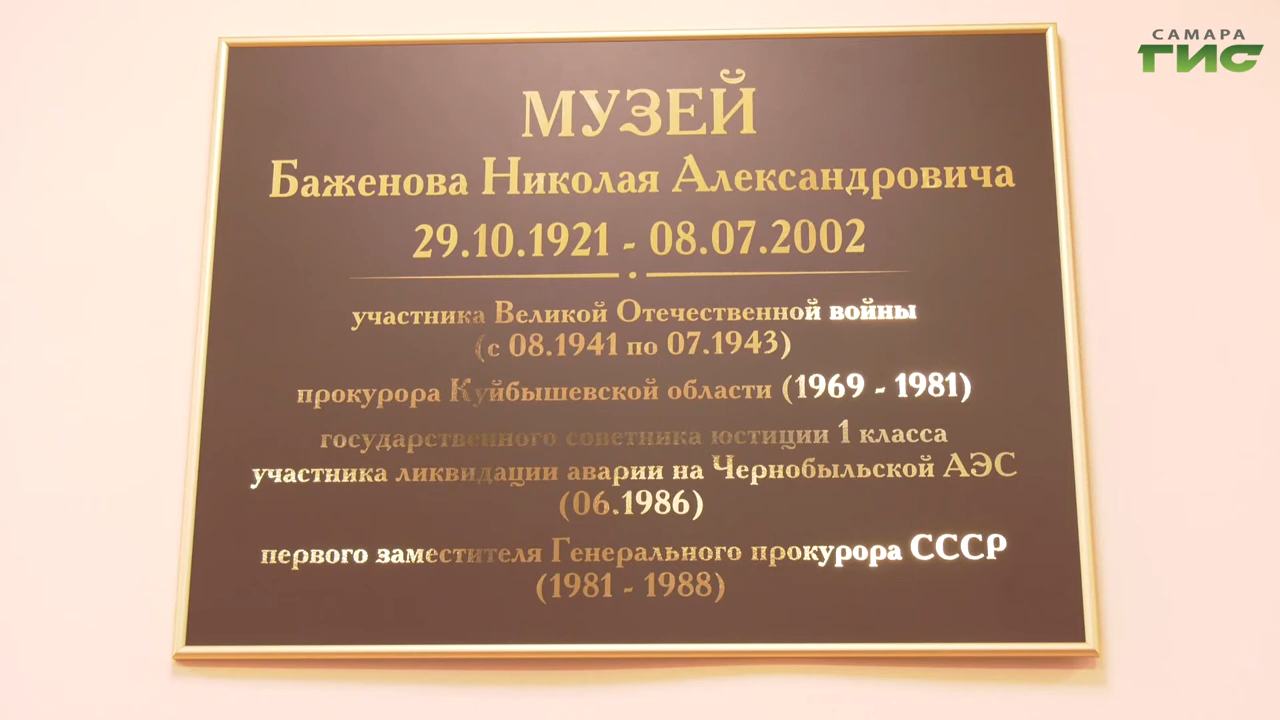 САМАРА
ГИС
МУЗЕЙ
Баженова Николая Александровича
29.10.1921 - 08.07.2002
участника Великой Отечественной войны
(с 08.1941 по 07.1943)
прокурора Куйбышевской области (1969 - 1981)
государственного советника юстиции 1 класса
участника ликвидации аварии на Чернобыльской АЭС
(06.1986)
первого заместителя Генерального прокурора СССР
(1981 - 1988)